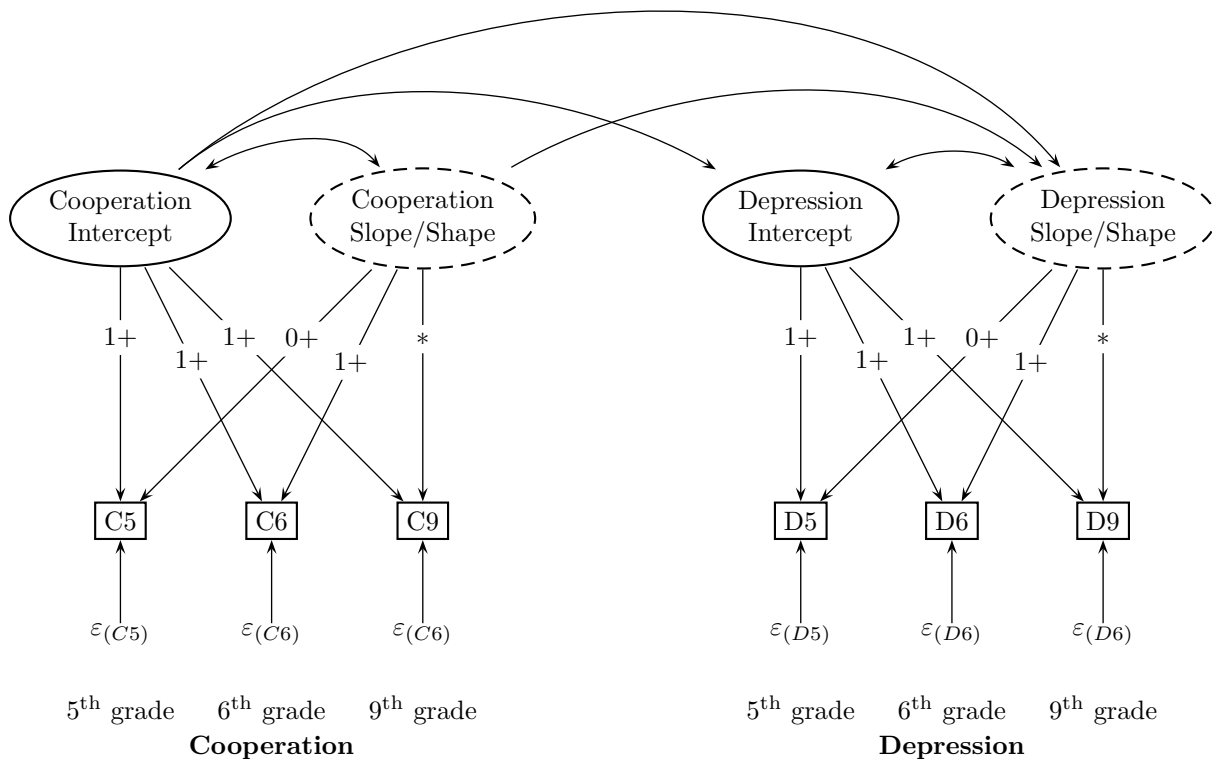 Cooperation
Intercept
Cooperation
Slope/Shape
Depression
Intercept
Depression
Slope/Shape
1+ 1+ 1+ 0+ 1+ *
1+ 1+ 1+ 0+ 1+ *
C5 C6 C9 D5 D6 D9
ε(C5) ε(C6) ε(C6) ε(D5) ε(D6) ε(D6)
5th grade 6th grade 9th grade 5th grade 6th grade 9th grade
Cooperation Depression